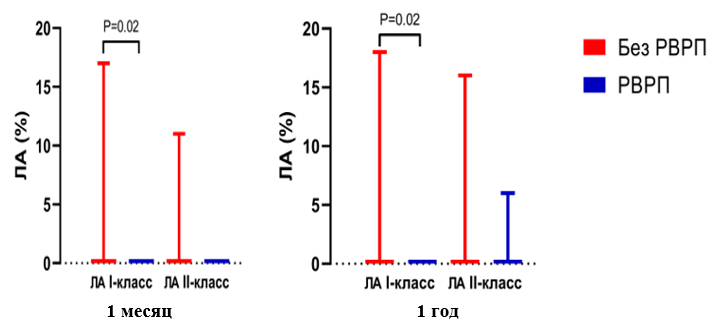 P=0.02
20
15
10
5
0
ЛА (%)
ЛА I-класс ЛА II-класс
1 месяц
P=0.02
20
15
10
5
0
ЛА (%)
ЛА I-класс ЛА II-класс
1 год
Без РВРП
РВРП